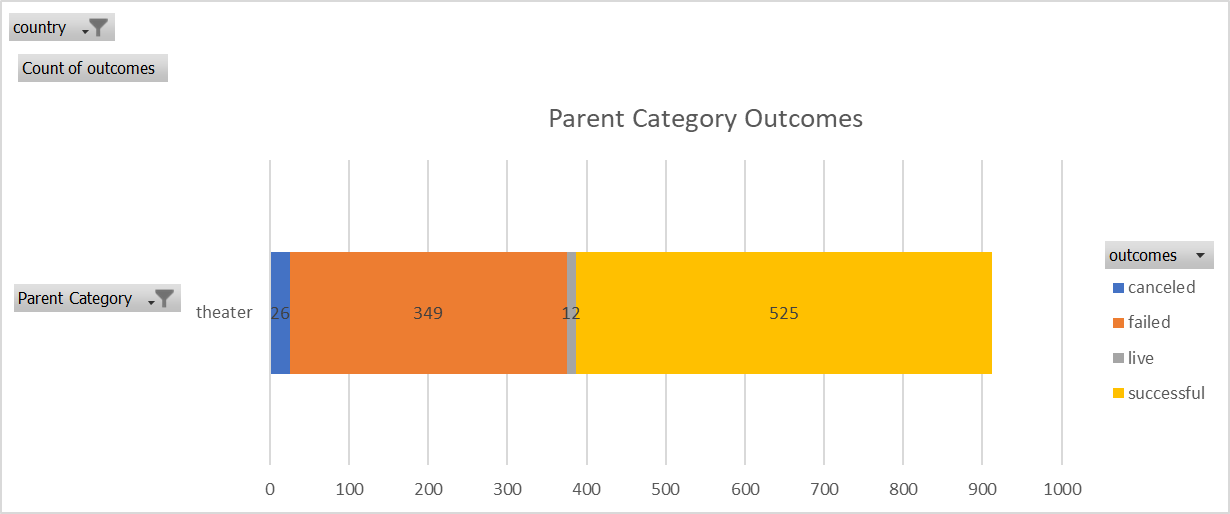 country
Count of outcomes
Parent Category Outcomes
outcomes
canceled
failed
live
successful
Parent Category
theater
26 349 12 525
0 100 200 300 400 500 600 700 800 900 1000